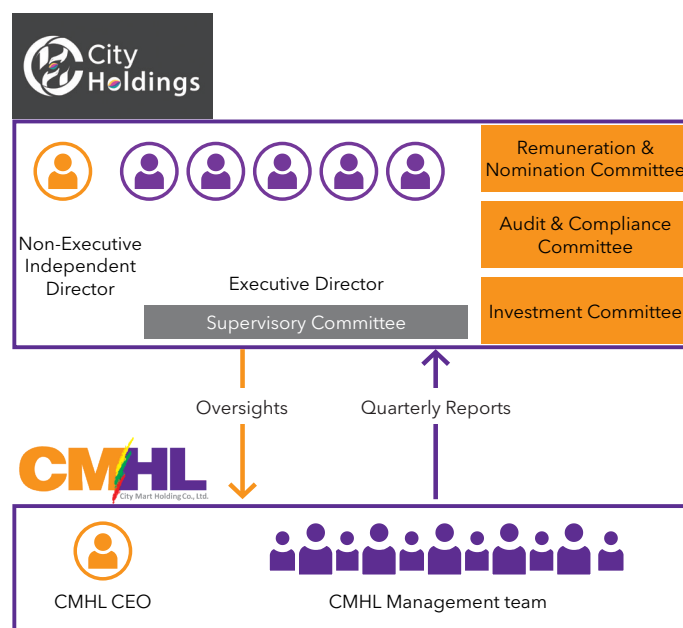 City
Holdings
Remuneration &
Nomination Committee
Audit & Compliance
Committee
Investment Committee
Non-Executive
Independent
Director
Executive Director
Supervisory Committee
Oversights
Quarterly Reports
CMHL
City Mart Holding Co., Ltd.
CMHL CEO
CMHL Management team